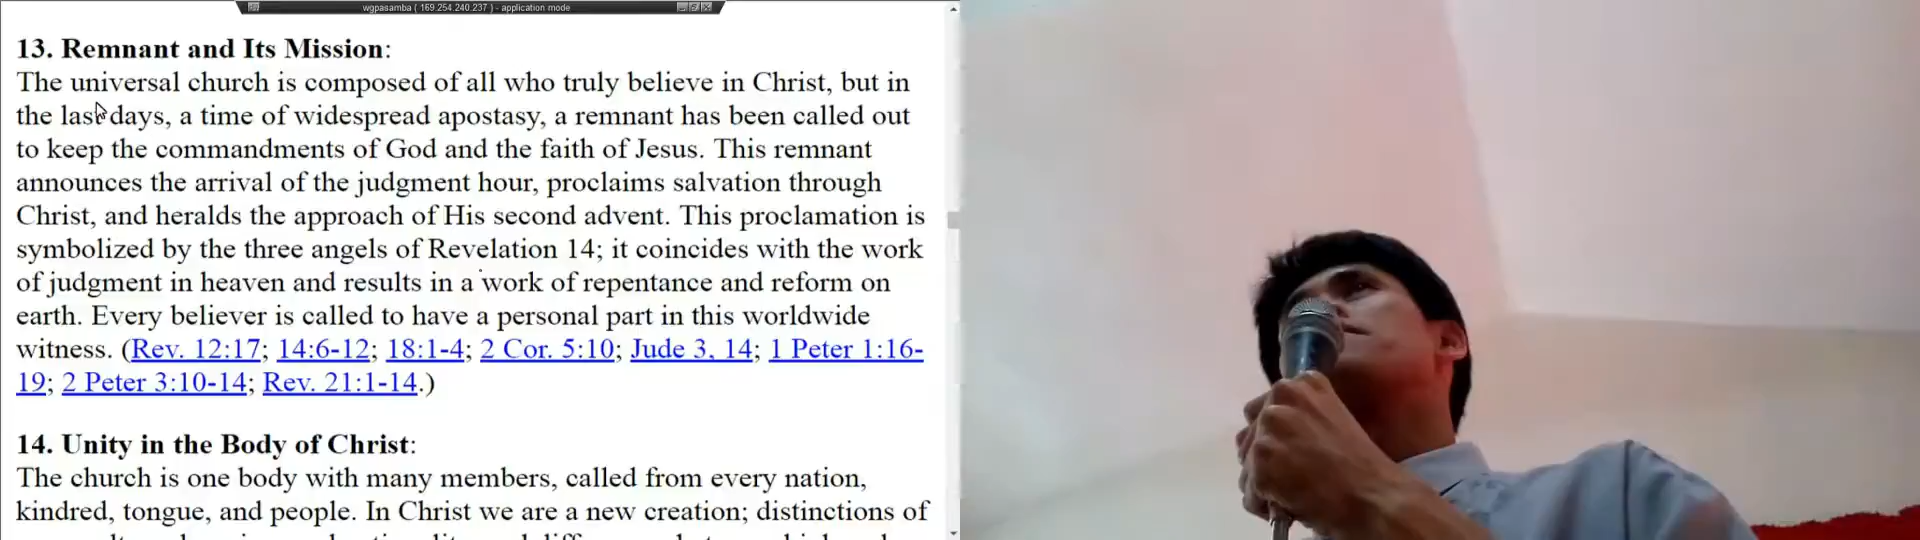 wgpasamba ( 169.254.240.237 ) - application mode
13. Remnant and Its Mission:
The universal church is composed of all who truly believe in Christ, but in
the last days, a time of widespread apostasy, a remnant has been called out
to keep the commandments of God and the faith of Jesus. This remnant
announces the arrival of the judgment hour, proclaims salvation through
Christ, and heralds the approach of His second advent. This proclamation is
symbolized by the three angels of Revelation 14; it coincides with the work
of judgment in heaven and results in a work of repentance and reform on
earth. Every believer is called to have a personal part in this worldwide
witness. (Rev. 12:17; 14:6-12; 18:1-4; 2 Cor. 5:10; Jude 3, 14; 1 Peter 1:16-
19; 2 Peter 3:10-14; Rev. 21:1-14.)
14. Unity in the Body of Christ:
The church is one body with many members, called from every nation,
kindred, tongue, and people. In Christ we are a new creation; distinctions of